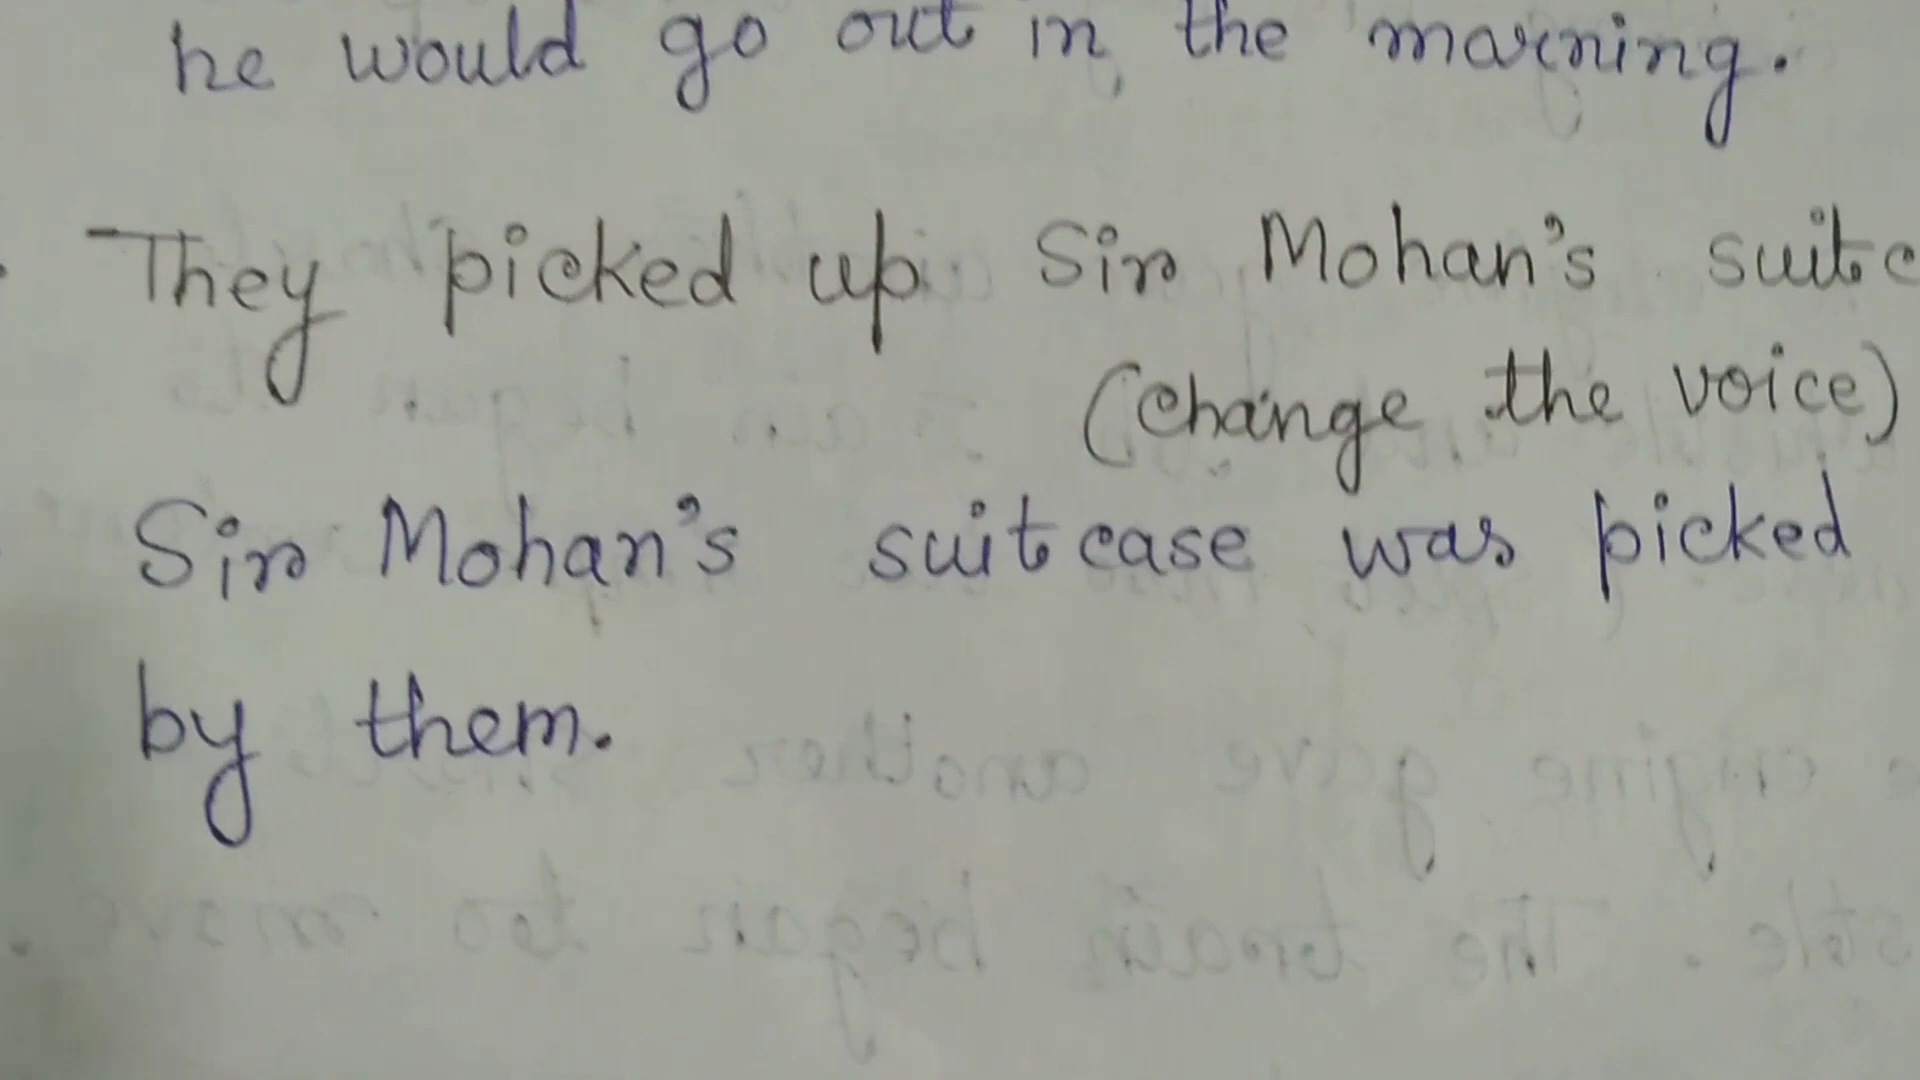 he would go out in the morning.
They picked up Sir Mohan's suitc
(change the voice)
Sir Mohan's suitcase was picked
by them.